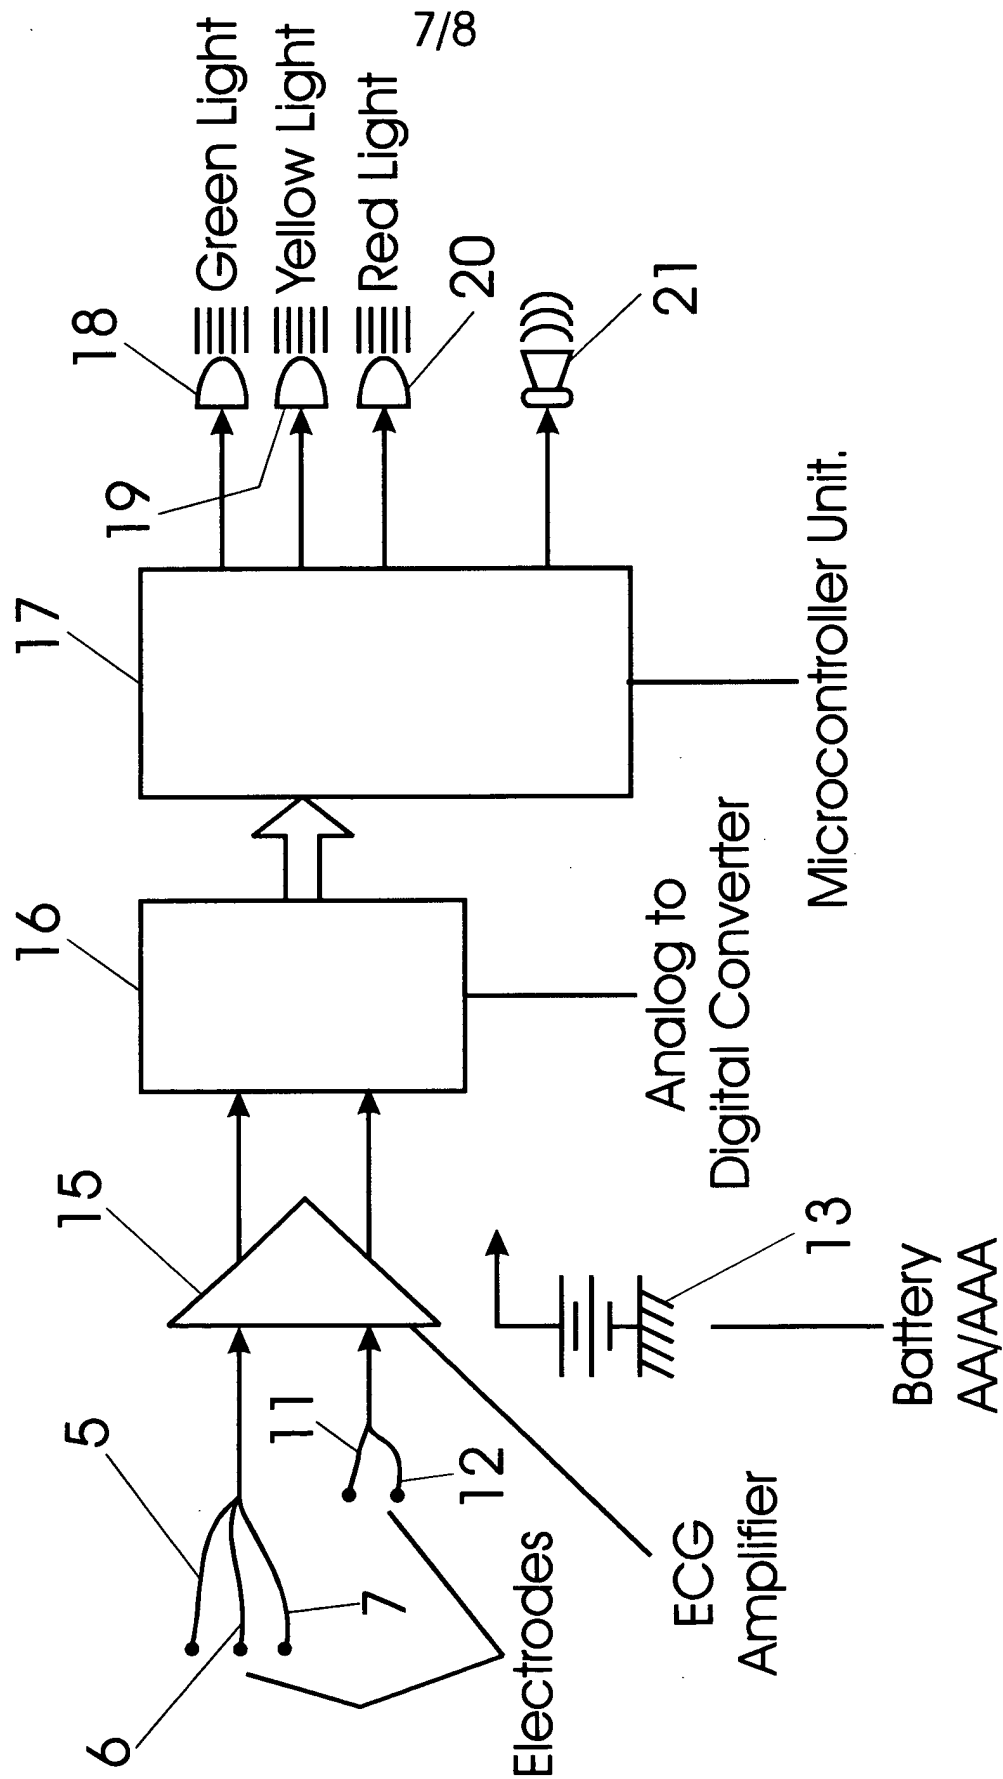 7/8
18
Green Light
19
Yellow Light
Red Light
20
21
17
Microcontroller Unit.
16
Analog to
Digital Converter
15
13
Battery
AA/AAA
5
6
7
11
12
Electrodes
ECG
Amplifier